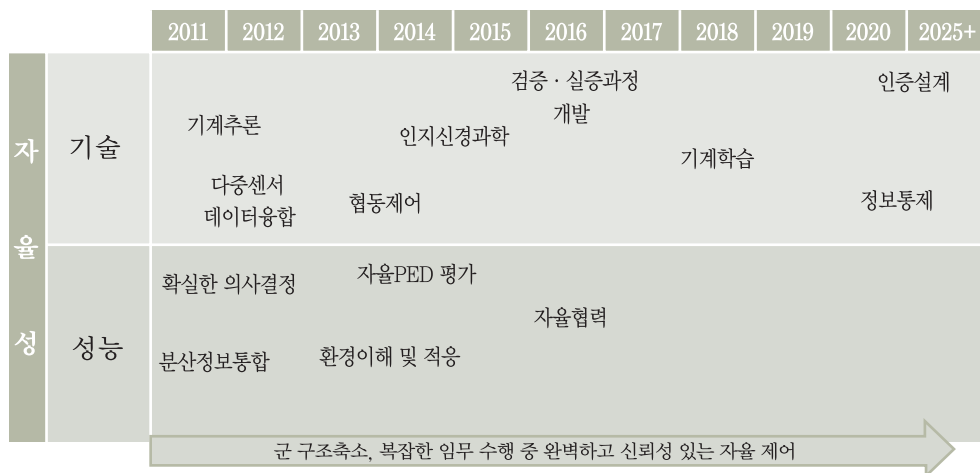 2011 2012 2013 2014 2015 2016 2017 2018 2019 2020 2025+
자율성
기술
검증 · 실증과정
개발
인증설계
기계추론
인지신경과학
기계학습
다중센서
데이터융합
협동제어
정보통제
성능
확실한 의사결정
자율PED 평가
자율협력
분산정보통합
환경이해 및 적응
군 구조축소, 복잡한 임무 수행 중 완벽하고 신뢰성 있는 자율 제어